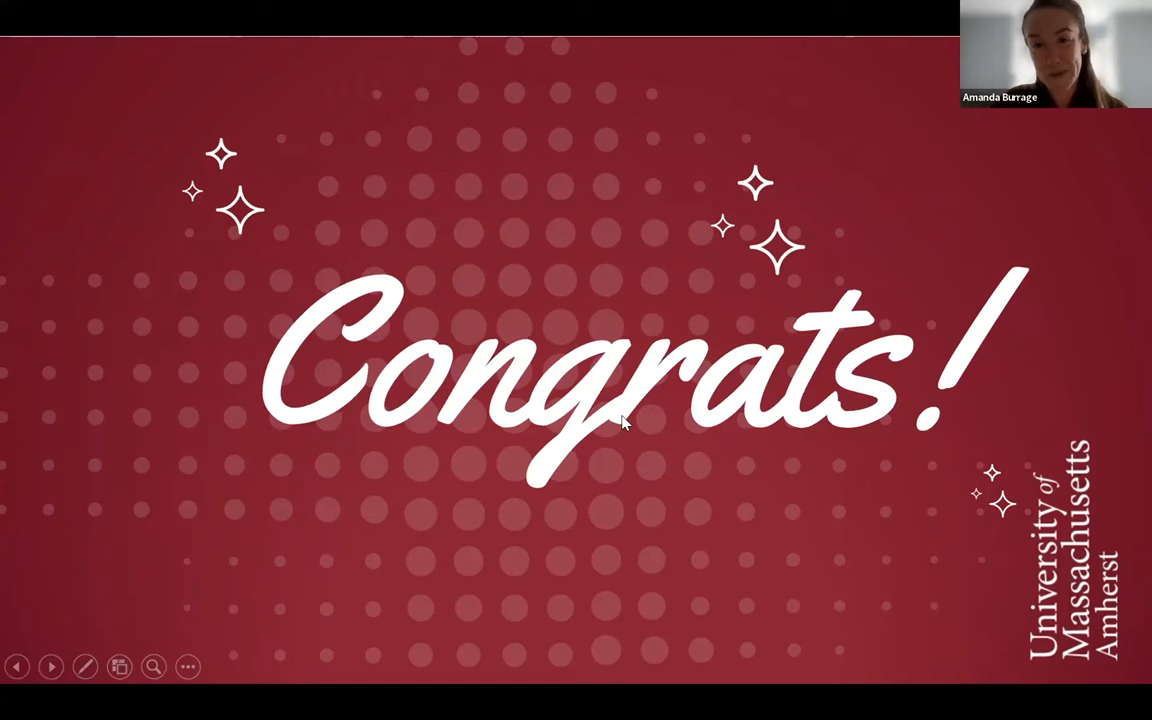 Amanda Burrage
Congrats!
University of
Massachusetts
Amherst